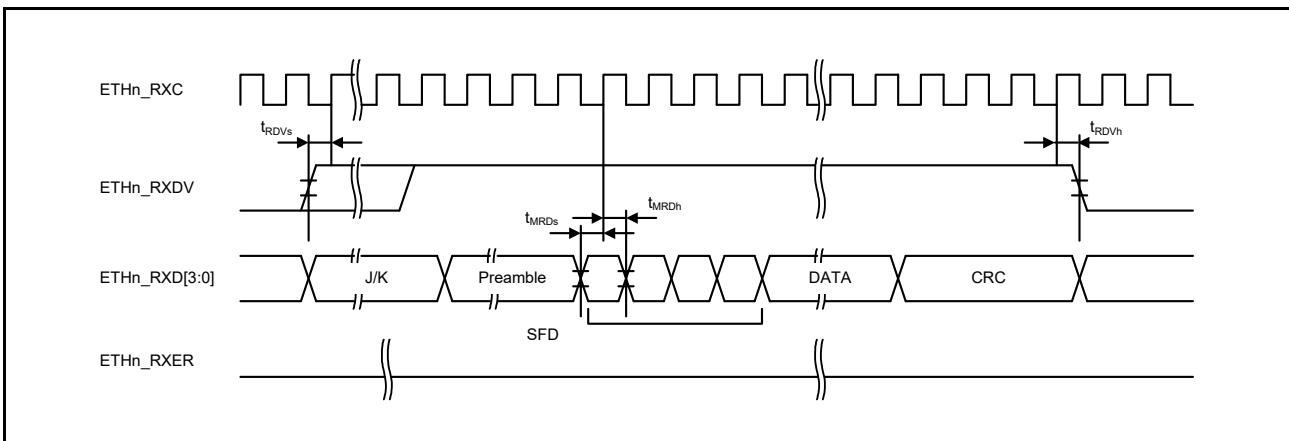 ETHn_RXC
tRDVs
tRDVh
ETHn_RXDV
tMRDs
tMRDh
ETHn_RXD[3:0]
J/K
Preamble
DATA
CRC
SFD
ETHn_RXER